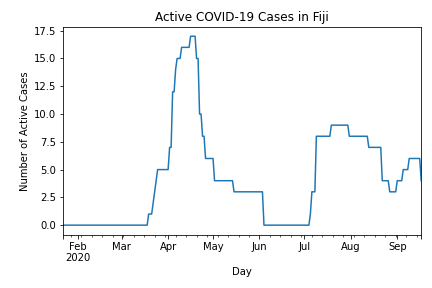 Active COVID-19 Cases in Fiji
17.5
15.0
12.5
10.0
7.5
5.0
2.5
0.0
Number of Active Cases
Feb Mar Apr May Jun Jul Aug Sep
2020
Day